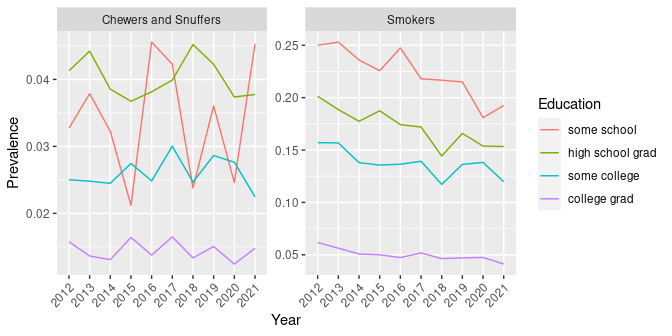 Chewers and Snuffers
Smokers
Prevalence
0.04
0.03
0.02
0.25
0.20
0.15
0.10
0.05
2012 2013 2014 2015 2016 2017 2018 2019 2020 2021
2012 2013 2014 2015 2016 2017 2018 2019 2020 2021
Year
Education
some school
high school grad
some college
college grad